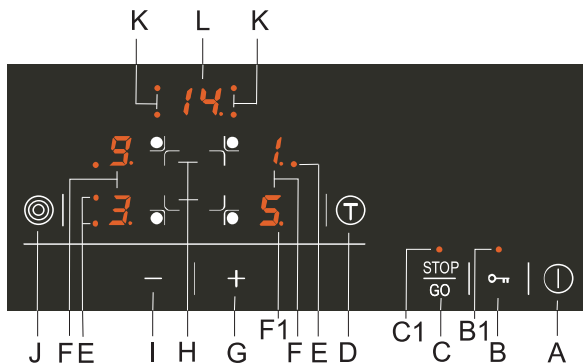 K L K
14.
9. 1.
3. 5.
T
− +
STOP
GO
J F E I H G F1 F E D C1 C B1 B A